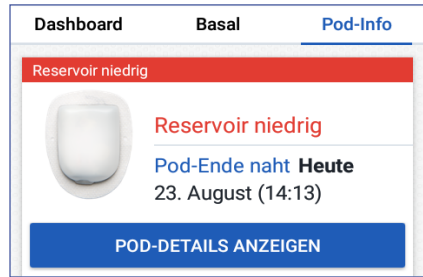 Dashboard Basal Pod-Info
Reservoir niedrig
Reservoir niedrig
Pod-Ende naht Heute
23. August (14:13)
POD-DETAILS ANZEIGEN